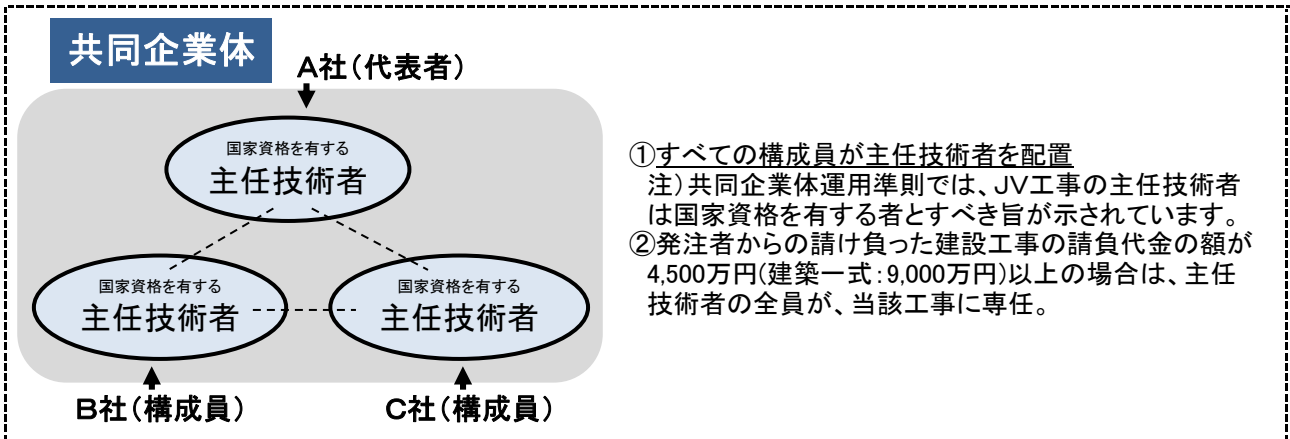 共同企業体
A社(代表者)
国家資格を有する
主任技術者
国家資格を有する
主任技術者
国家資格を有する
主任技術者
B社(構成員)
C社(構成員)
①すべての構成員が主任技術者を配置
注)共同企業体運用準則では、JV工事の主任技術者
は国家資格を有する者とすべき旨が示されています。
②発注者からの請け負った建設工事の請負代金の額が
4,500万円(建築一式:9,000万円)以上の場合は、主任
技術者の全員が、当該工事に専任。